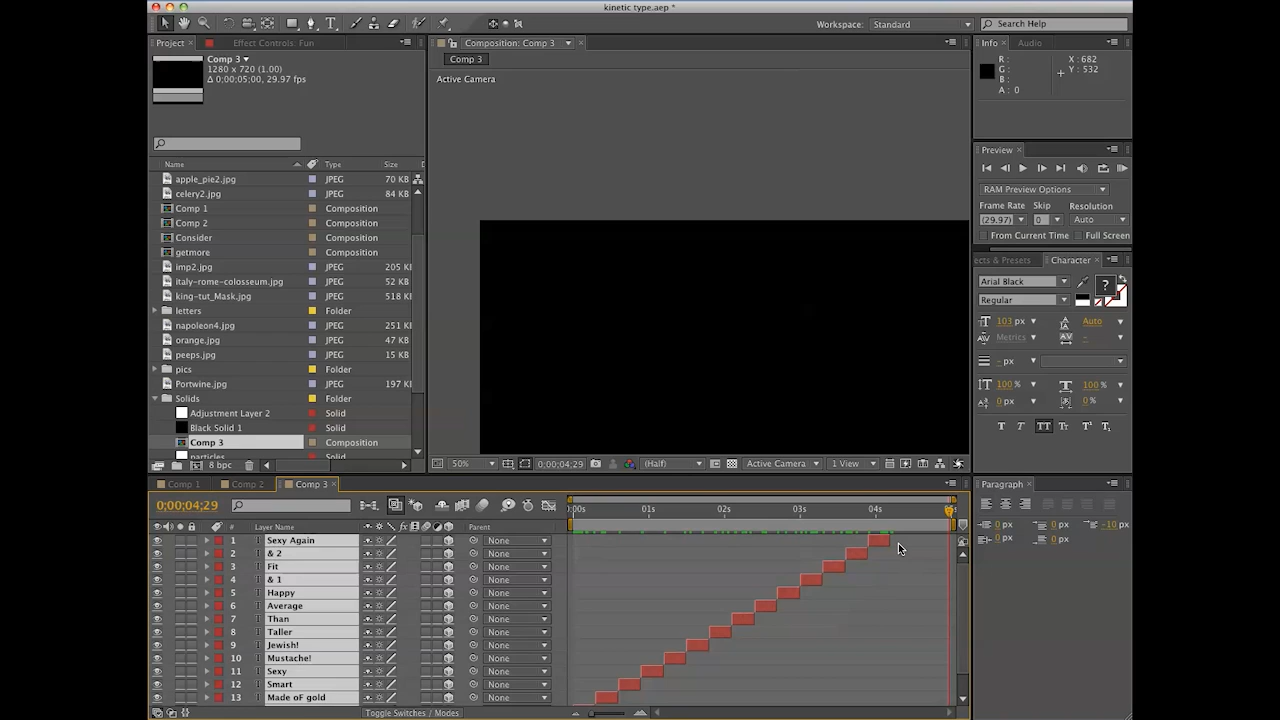 kinetic type.aep *
Workspace: Standard
Search Help
Project
Effect Controls: Fun
Composition: Comp 3
Info
Audio
Comp 3
1280 x 720 (1.00)
Δ 0;00;05;00, 29.97 fps
Comp 3
Active Camera
R :
G :
B :
A : 0
X : 682
Y : 532
Name
Type
Size
apple_pie2.jpg JPEG 70 KB
celery2.jpg JPEG 84 KB
Comp 1 Composition
Comp 2 Composition
Consider Composition
getmore Composition
imp2.jpg JPEG 205 K
italy-rome-colosseum.jpg JPEG 52 KB
king-tut_Mask.jpg JPEG 518 K
letters Folder
napoleon4.jpg JPEG 251 K
orange.jpg JPEG 47 KB
peeps.jpg JPEG 15 KB
pics Folder
Portwine.jpg JPEG 197 K
Solids Folder
Adjustment Layer 2 Solid
Black Solid 1 Solid
Comp 3 Composition
particles Solid
8 bpc
Preview
RAM Preview Options
Frame Rate Skip Resolution
(29.97) 0 Auto
From Current Time Full Screen
ects & Presets
Character
Arial Black
Regular
?
103 px Auto
Metrics -
- px
100 % 100 %
0 px 0 %
T T TT Tr T¹ T₁
50% 0;00;04;29 (Half) Active Camera 1 View
Comp 1 Comp 2 Comp 3
Paragraph
0 px 0 px -10 px
0 px 0 px
0;00;04;29
:00s 01s 02s 03s 04s
# Layer Name Parent
1 Sexy Again None
2 & 2 None
3 Fit None
4 & 1 None
5 Happy None
6 Average None
7 Than None
8 Taller None
9 Jewish! None
10 Mustache! None
11 Sexy None
12 Smart None
13 Made oF gold None
Toggle Switches / Modes